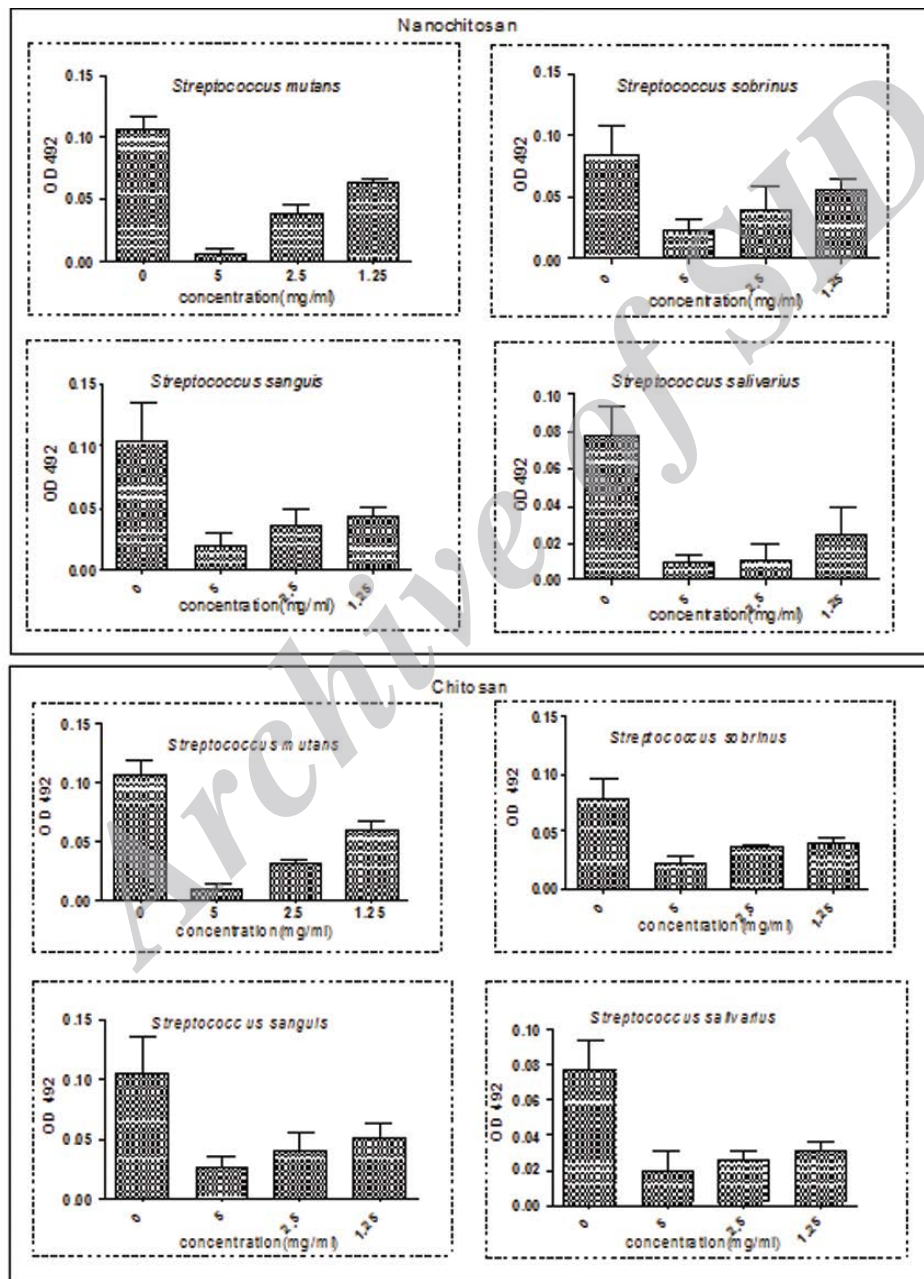 Nanochitosan
Streptococcus mutans
OD 492
0.15
0.10
0.05
0.00
0 5 2.5 1.25
concentration(mg/ml)
Streptococcus sobrinus
OD 492
0.15
0.10
0.05
0.00
0 5 2.5 1.25
concentration(mg/ml)
Streptococcus sanguis
OD 492
0.15
0.10
0.05
0.00
0 5 2.5 1.25
concentration(mg/ml)
Streptococcus salivarius
OD 492
0.10
0.08
0.06
0.04
0.02
0.00
0 5 2.5 1.25
concentration(mg/ml)
Chitosan
Streptococcus mutans
OD 492
0.15
0.10
0.05
0.00
0 5 2.5 1.25
concentration(mg/ml)
Streptococcus sobrinus
OD 492
0.15
0.10
0.05
0.00
0 5 2.5 1.25
concentration(mg/ml)
Streptococcus sanguis
OD 492
0.15
0.10
0.05
0.00
0 5 2.5 1.25
concentration(mg/ml)
Streptococcus salivarius
OD 492
0.10
0.08
0.06
0.04
0.02
0.00
0 5 2.5 1.25
concentration(mg/ml)
Archive of SID